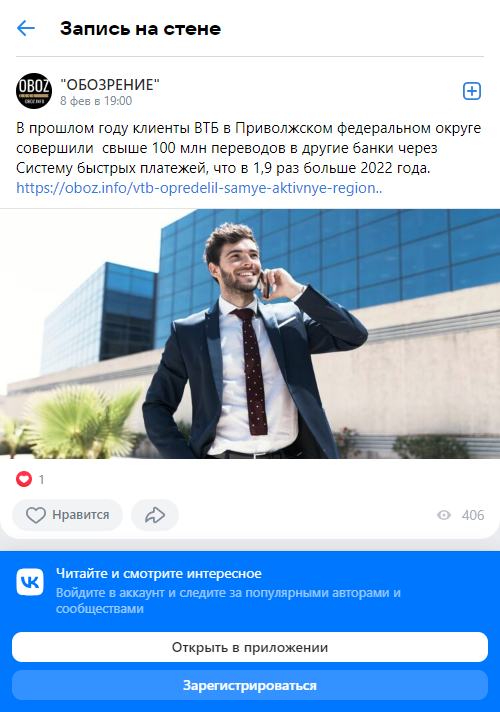 Запись на стене
OBOZ
OBOZ.INFO
"ОБОЗРЕНИЕ"
8 фев в 19:00
В прошлом году клиенты ВТБ в Приволжском федеральном округе
совершили свыше 100 млн переводов в другие банки через
Систему быстрых платежей, что в 1,9 раз больше 2022 года.
https://oboz.info/vtb-opredelil-samye-aktivnye-region..
1
Нравится
406
Читайте и смотрите интересное
Войдите в аккаунт и следите за популярными авторами и
сообществами
Открыть в приложении
Зарегистрироваться